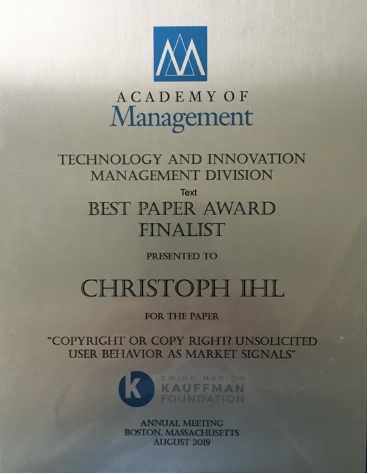 ACADEMY OF
Management
TECHNOLOGY AND INNOVATION
MANAGEMENT DIVISION
Text
BEST PAPER AWARD
FINALIST
PRESENTED TO
CHRISTOPH IHL
FOR THE PAPER
"COPYRIGHT OR COPY RIGHT? UNSOLICITED
USER BEHAVIOR AS MARKET SIGNALS"
K
EWING MARION
KAUFFMAN
FOUNDATION
ANNUAL MEETING
BOSTON, MASSACHUSETTS
AUGUST 2019